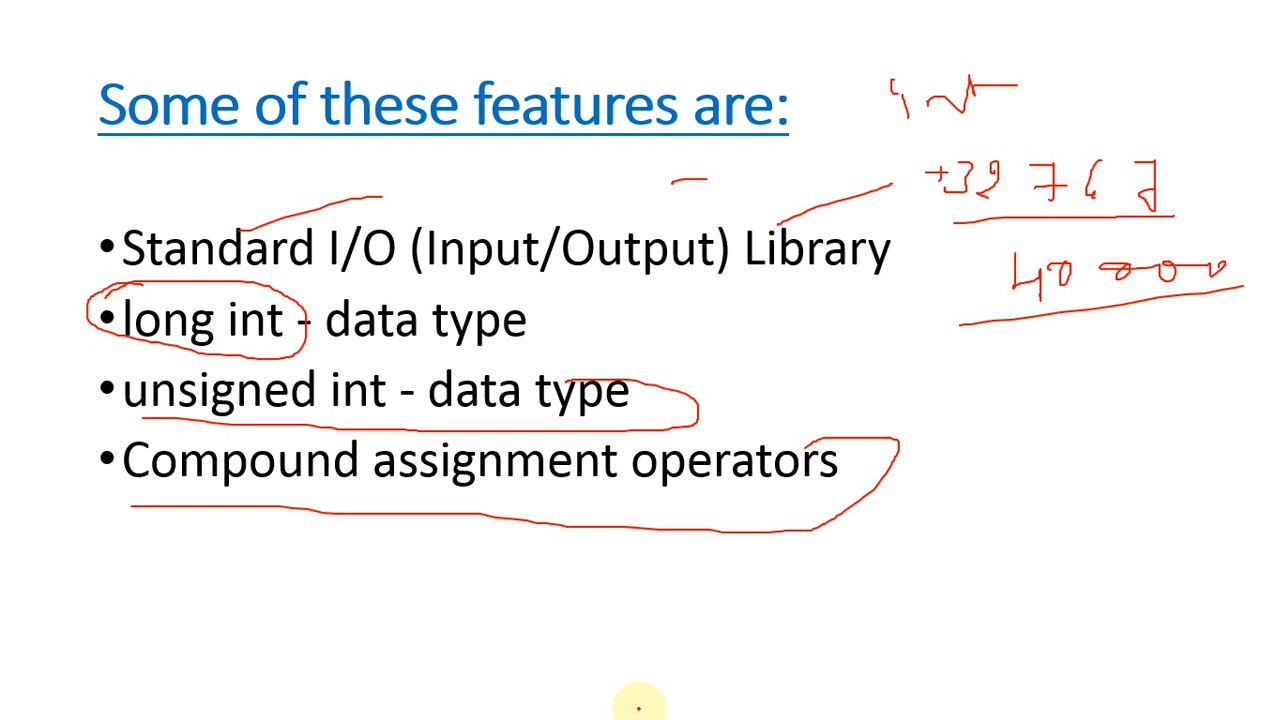 Some of these features are:
int
+32767
40000
•Standard I/O (Input/Output) Library
•long int - data type
•unsigned int - data type
•Compound assignment operators